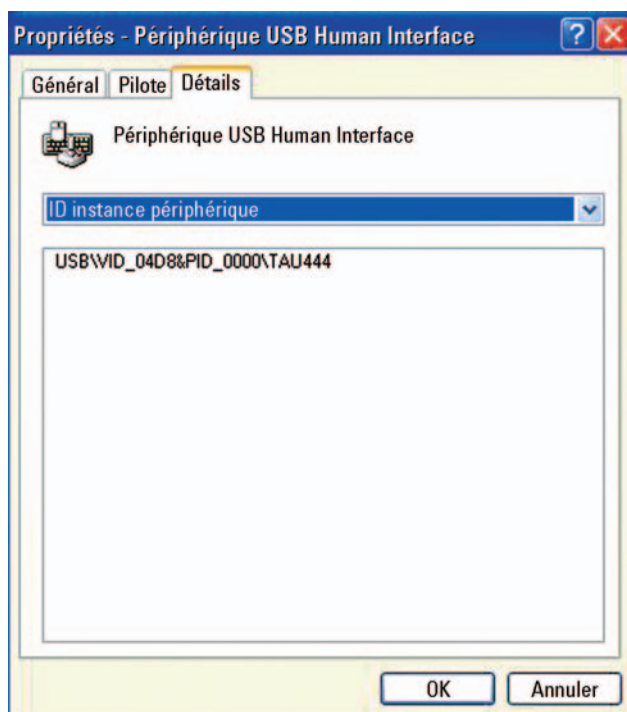 Propriétés - Périphérique USB Human Interface
Général Pilote Détails
Périphérique USB Human Interface
ID instance périphérique
USB\VID_04D8&PID_0000\TAU444
OK Annuler